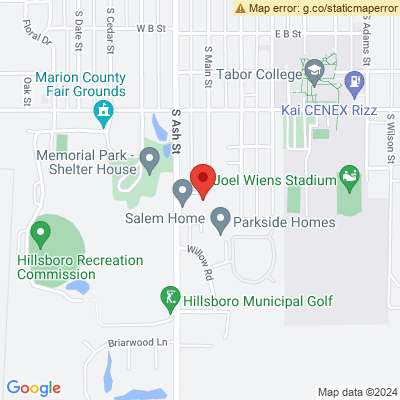 Map error: g.co/staticmaperror
W B St
E B St
Floral Dr
S Date St
S Cedar St
S Main St
S Adams St
Oak St
Marion County
Fair Grounds
Tabor College
Kai CENEX Rizz
S Ash St
S Wilson St
Memorial Park -
Shelter House
Joel Wiens Stadium
Salem Home
Parkside Homes
Hillsboro Recreation
Commission
Willow Rd
Hillsboro Municipal Golf
Briarwood Ln
Google
Map data ©2024